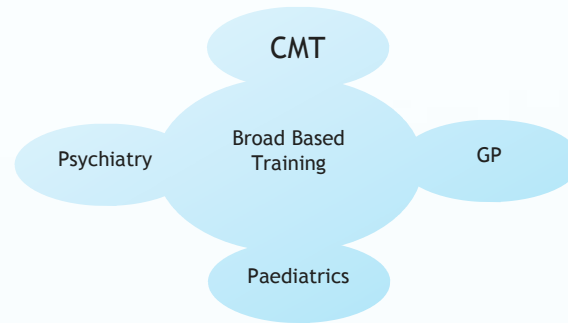 CMT
Broad Based
Training
Psychiatry
GP
Paediatrics